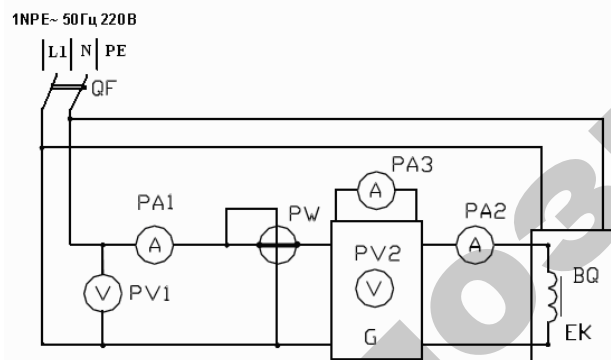 1NPE~ 50Гц 220В
L1 N PE
QF
PA3
A
PA1
PW
PA2
A
PV2
A
V
PV1
V
BQ
G
EK